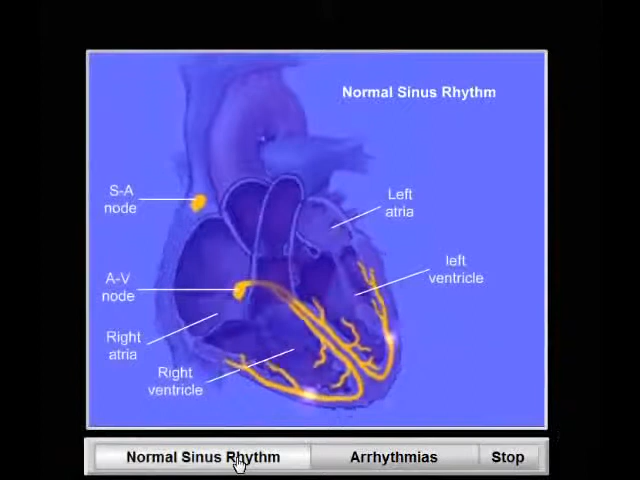 Normal Sinus Rhythm
S-A
node
Left
atria
A-V
node
left
ventricle
Right
atria
Right
ventricle
Normal Sinus Rhythm
Arrhythmias
Stop